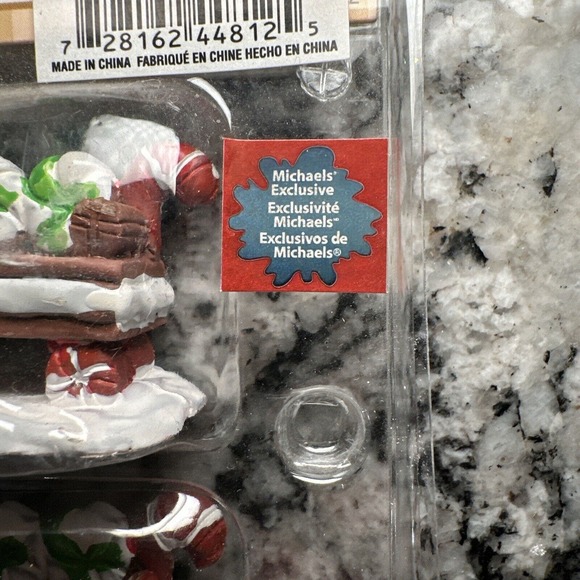 7 28162 44812 5
MADE IN CHINA FABRIQUÉ EN CHINE HECHO EN CHINA
Michaels®
Exclusive
Exclusivité
Michaels℠
Exclusivos de
Michaels®